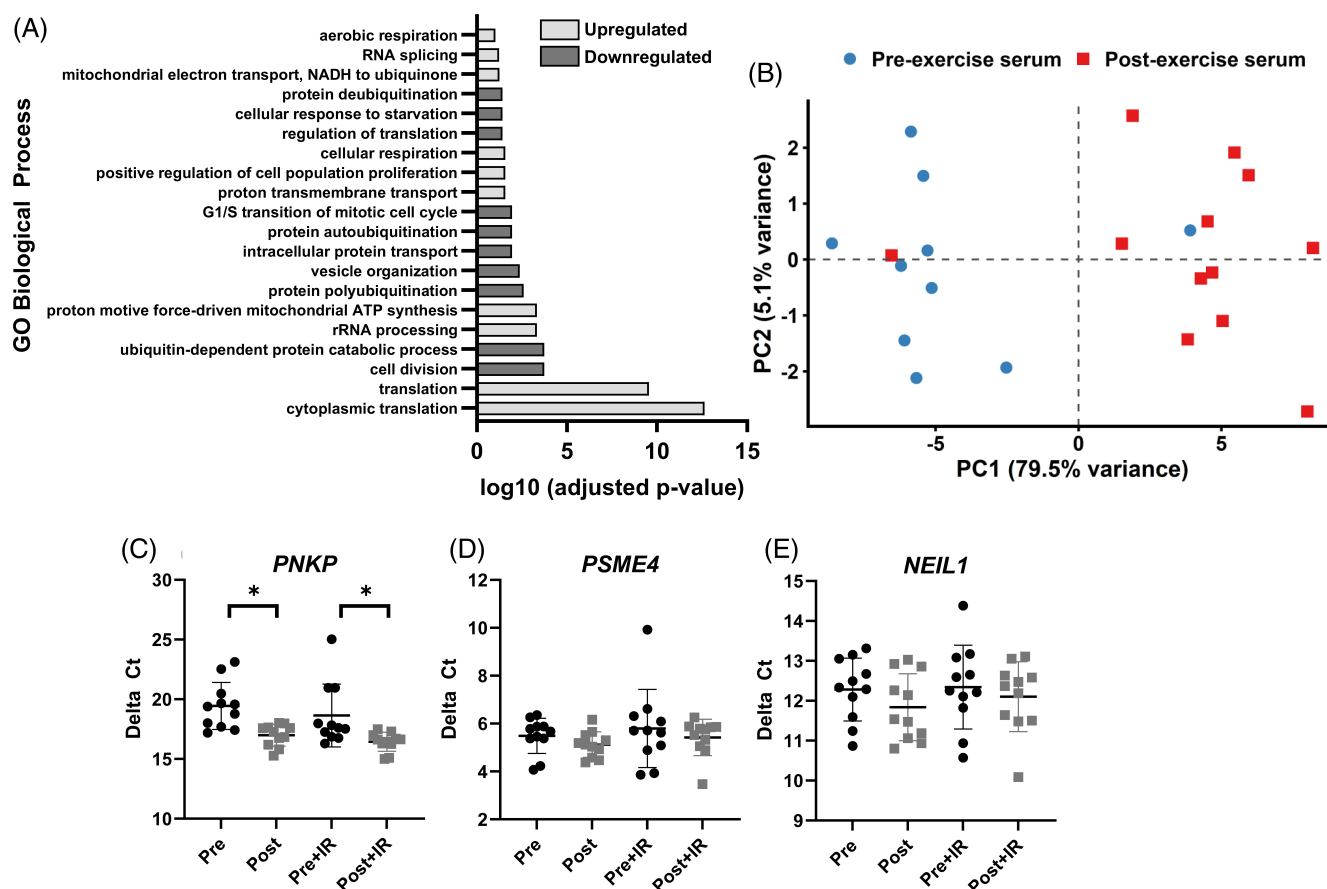 (A)
GO Biological Process
aerobic respiration
RNA splicing
mitochondrial electron transport, NADH to ubiquinone
protein deubiquitination
cellular response to starvation
regulation of translation
cellular respiration
positive regulation of cell population proliferation
proton transmembrane transport
G1/S transition of mitotic cell cycle
protein autoubiquitination
intracellular protein transport
vesicle organization
protein polyubiquitination
proton motive force-driven mitochondrial ATP synthesis
rRNA processing
ubiquitin-dependent protein catabolic process
cell division
translation
cytoplasmic translation
0 5 10 15
log10 (adjusted p-value)
Upregulated
Downregulated
(B)
Pre-exercise serum Post-exercise serum
PC2 (5.1% variance)
2
1
0
-1
-2
-5 0 5
PC1 (79.5% variance)
(C)
PNKP
Delta Ct
30
25
20
15
10
* *
Pre Post Pre+IR Post+IR
(D)
PSME4
Delta Ct
12
10
8
6
4
2
Pre Post Pre+IR Post+IR
(E)
NEIL1
Delta Ct
15
14
13
12
11
10
9
Pre Post Pre+IR Post+IR